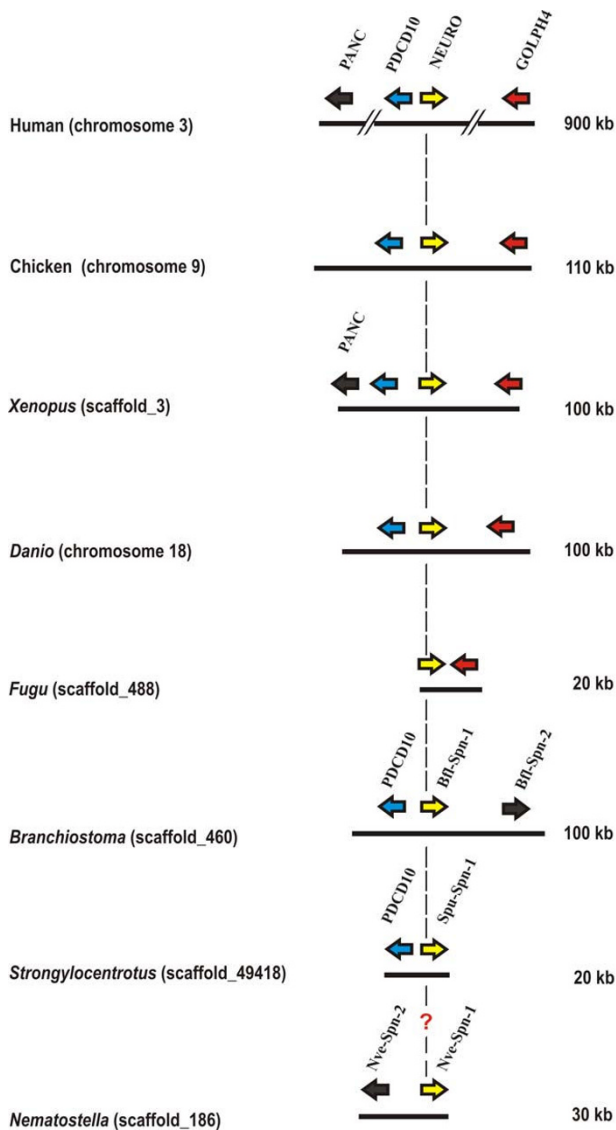 PANC PDCD10 NEURO GOLPH4
Human (chromosome 3) 900 kb
Chicken (chromosome 9) 110 kb
PANC
Xenopus (scaffold_3) 100 kb
Danio (chromosome 18) 100 kb
Fugu (scaffold_488) 20 kb
PDCD10 Bfl-Spn-1 Bfl-Spn-2
Branchiostoma (scaffold_460) 100 kb
PDCD10 Spu-Spn-1
Strongylocentrotus (scaffold_49418) 20 kb
?
Nve-Spn-2 Nve-Spn-1
Nematostella (scaffold_186) 30 kb